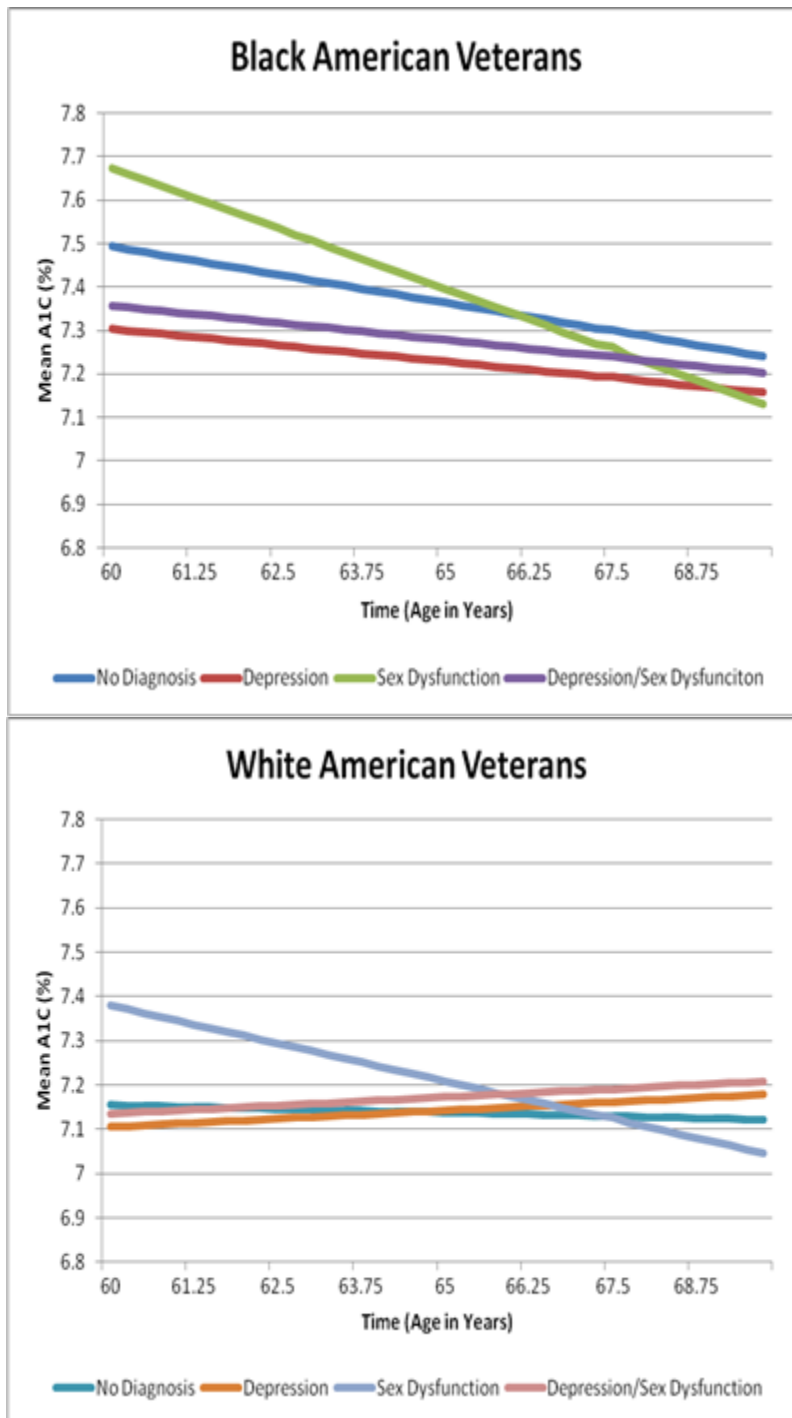 Black American Veterans
7.8
7.7
7.6
7.5
7.4
7.3
7.2
7.1
7
6.9
6.8
Mean A1C (%)
60 61.25 62.5 63.75 65 66.25 67.5 68.75
Time (Age in Years)
No Diagnosis Depression Sex Dysfunction Depression/Sex Dysfunciton
White American Veterans
7.8
7.7
7.6
7.5
7.4
7.3
7.2
7.1
7
6.9
6.8
Mean A1C (%)
60 61.25 62.5 63.75 65 66.25 67.5 68.75
Time (Age in Years)
No Diagnosis Depression Sex Dysfunction Depression/Sex Dysfunction